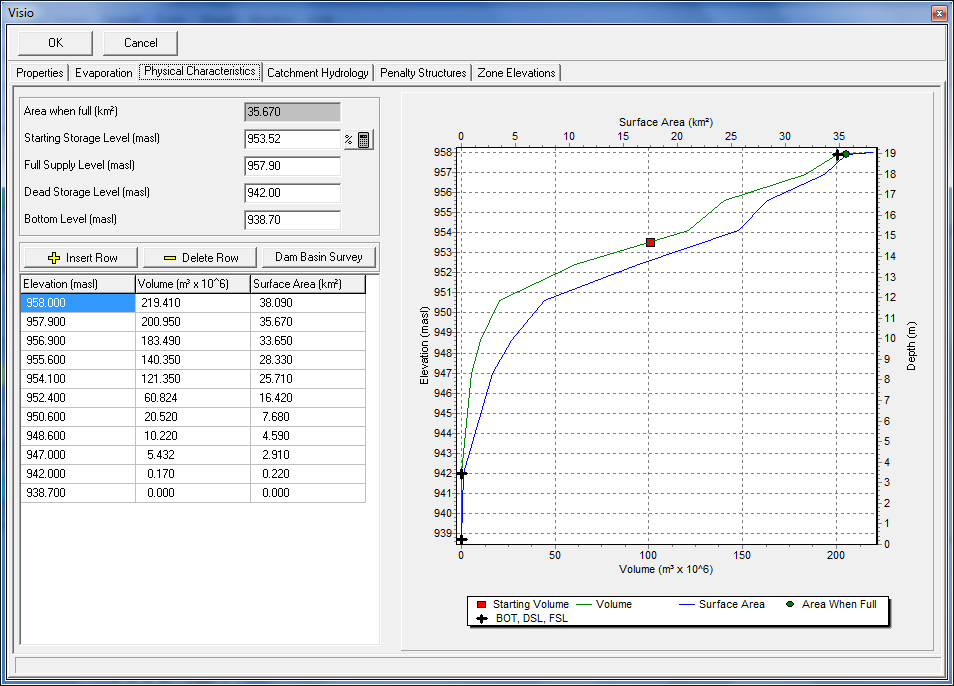 Visio
OK Cancel
Properties Evaporation Physical Characteristics Catchment Hydrology Penalty Structures Zone Elevations
Area when full (km²) 35.670
Starting Storage Level (masl) 953.52 %
Full Supply Level (masl) 957.90
Dead Storage Level (masl) 942.00
Bottom Level (masl) 938.70
Insert Row Delete Row Dam Basin Survey
Elevation (masl) Volume (m³ x 10^6) Surface Area (km²)
958.000 219.410 38.090
957.900 200.950 35.670
956.900 183.490 33.650
955.600 140.350 28.330
954.100 121.350 25.710
952.400 60.824 16.420
950.600 20.520 7.680
948.600 10.220 4.590
947.000 5.432 2.910
942.000 0.170 0.220
938.700 0.000 0.000
Surface Area (km²)
0 5 10 15 20 25 30 35
Elevation (masl)
958
957
956
955
954
953
952
951
950
949
948
947
946
945
944
943
942
941
940
939
19
18
17
16
15
14
13
12
11
10
9
8
7
6
5
4
3
2
1
0
Depth (m)
0 50 100 150 200
Volume (m³ x 10^6)
Starting Volume Volume Surface Area Area When Full
BOT, DSL, FSL